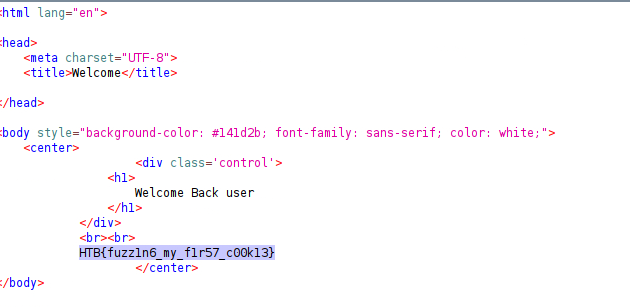 <html lang="en">
<head>
<meta charset="UTF-8">
<title>Welcome</title>
</head>
<body style="background-color: #141d2b; font-family: sans-serif; color: white;">
<center>
<div class='control'>
<h1>
Welcome Back user
</h1>
</div>
<br><br>
HTB{fuzz1n6_my_f1r57_c00k13}
</center>
</body>